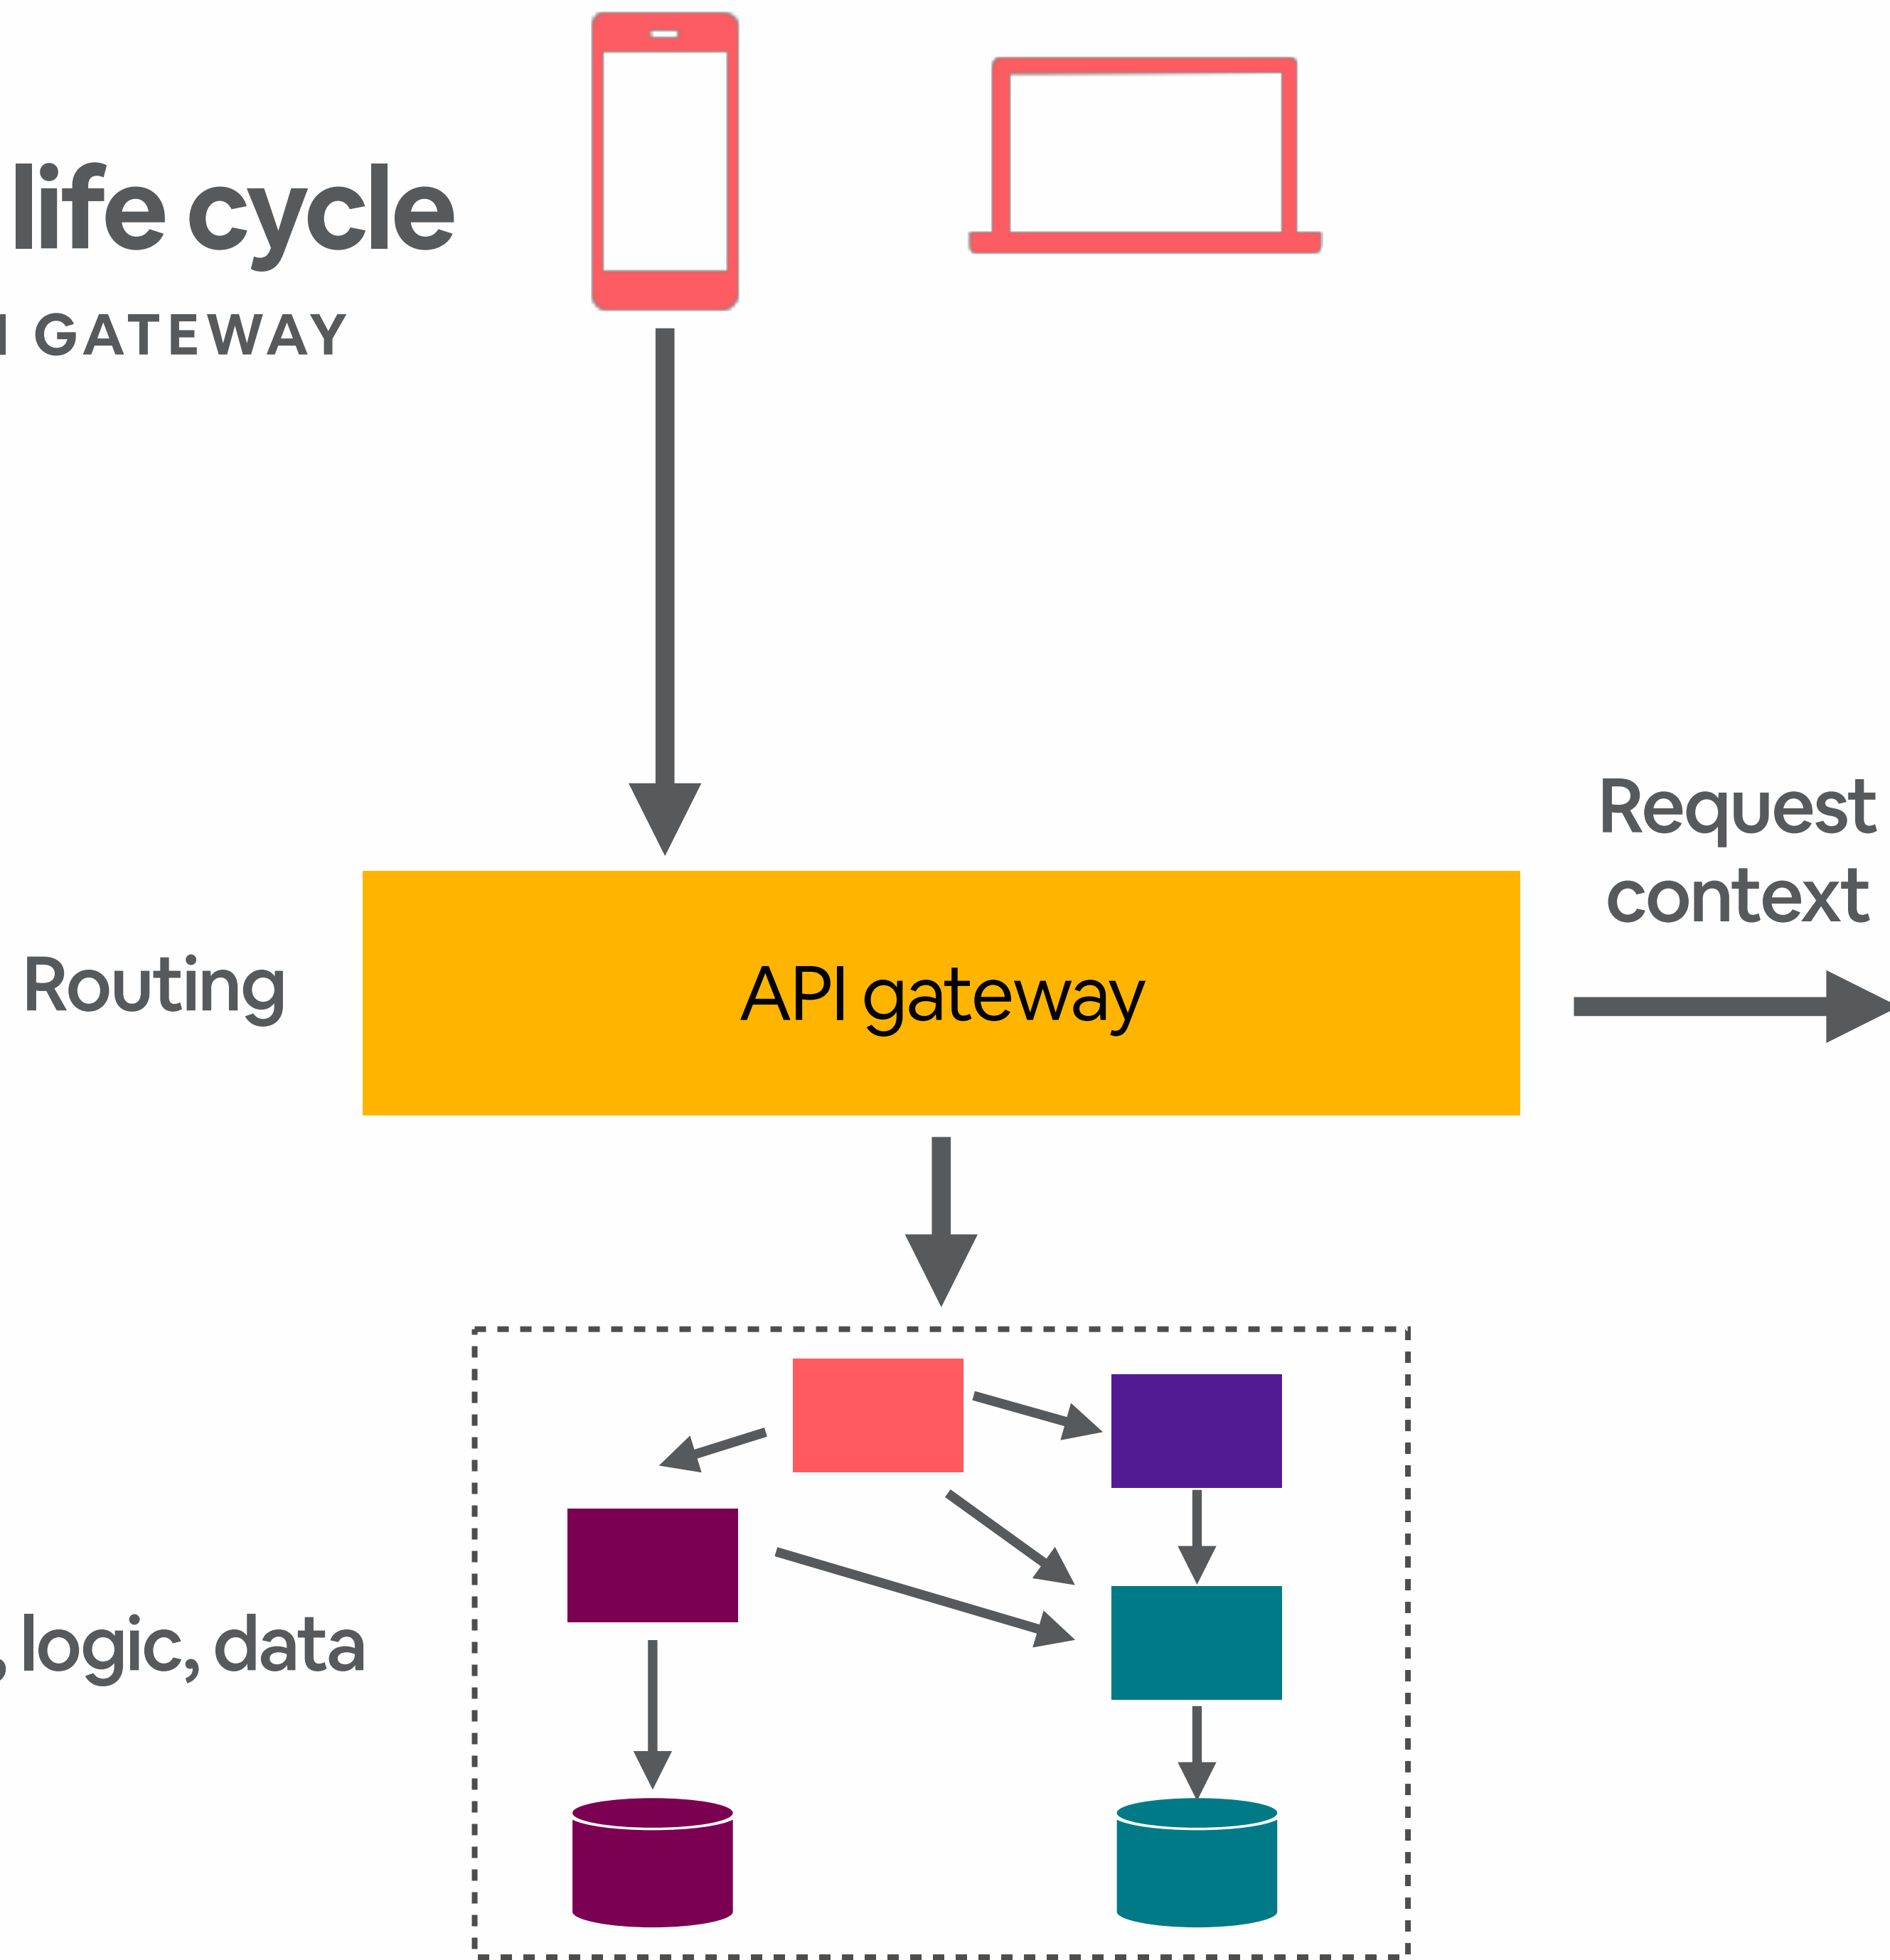 life cycle
GATEWAY
Request
context
Routing
API gateway
, logic, data